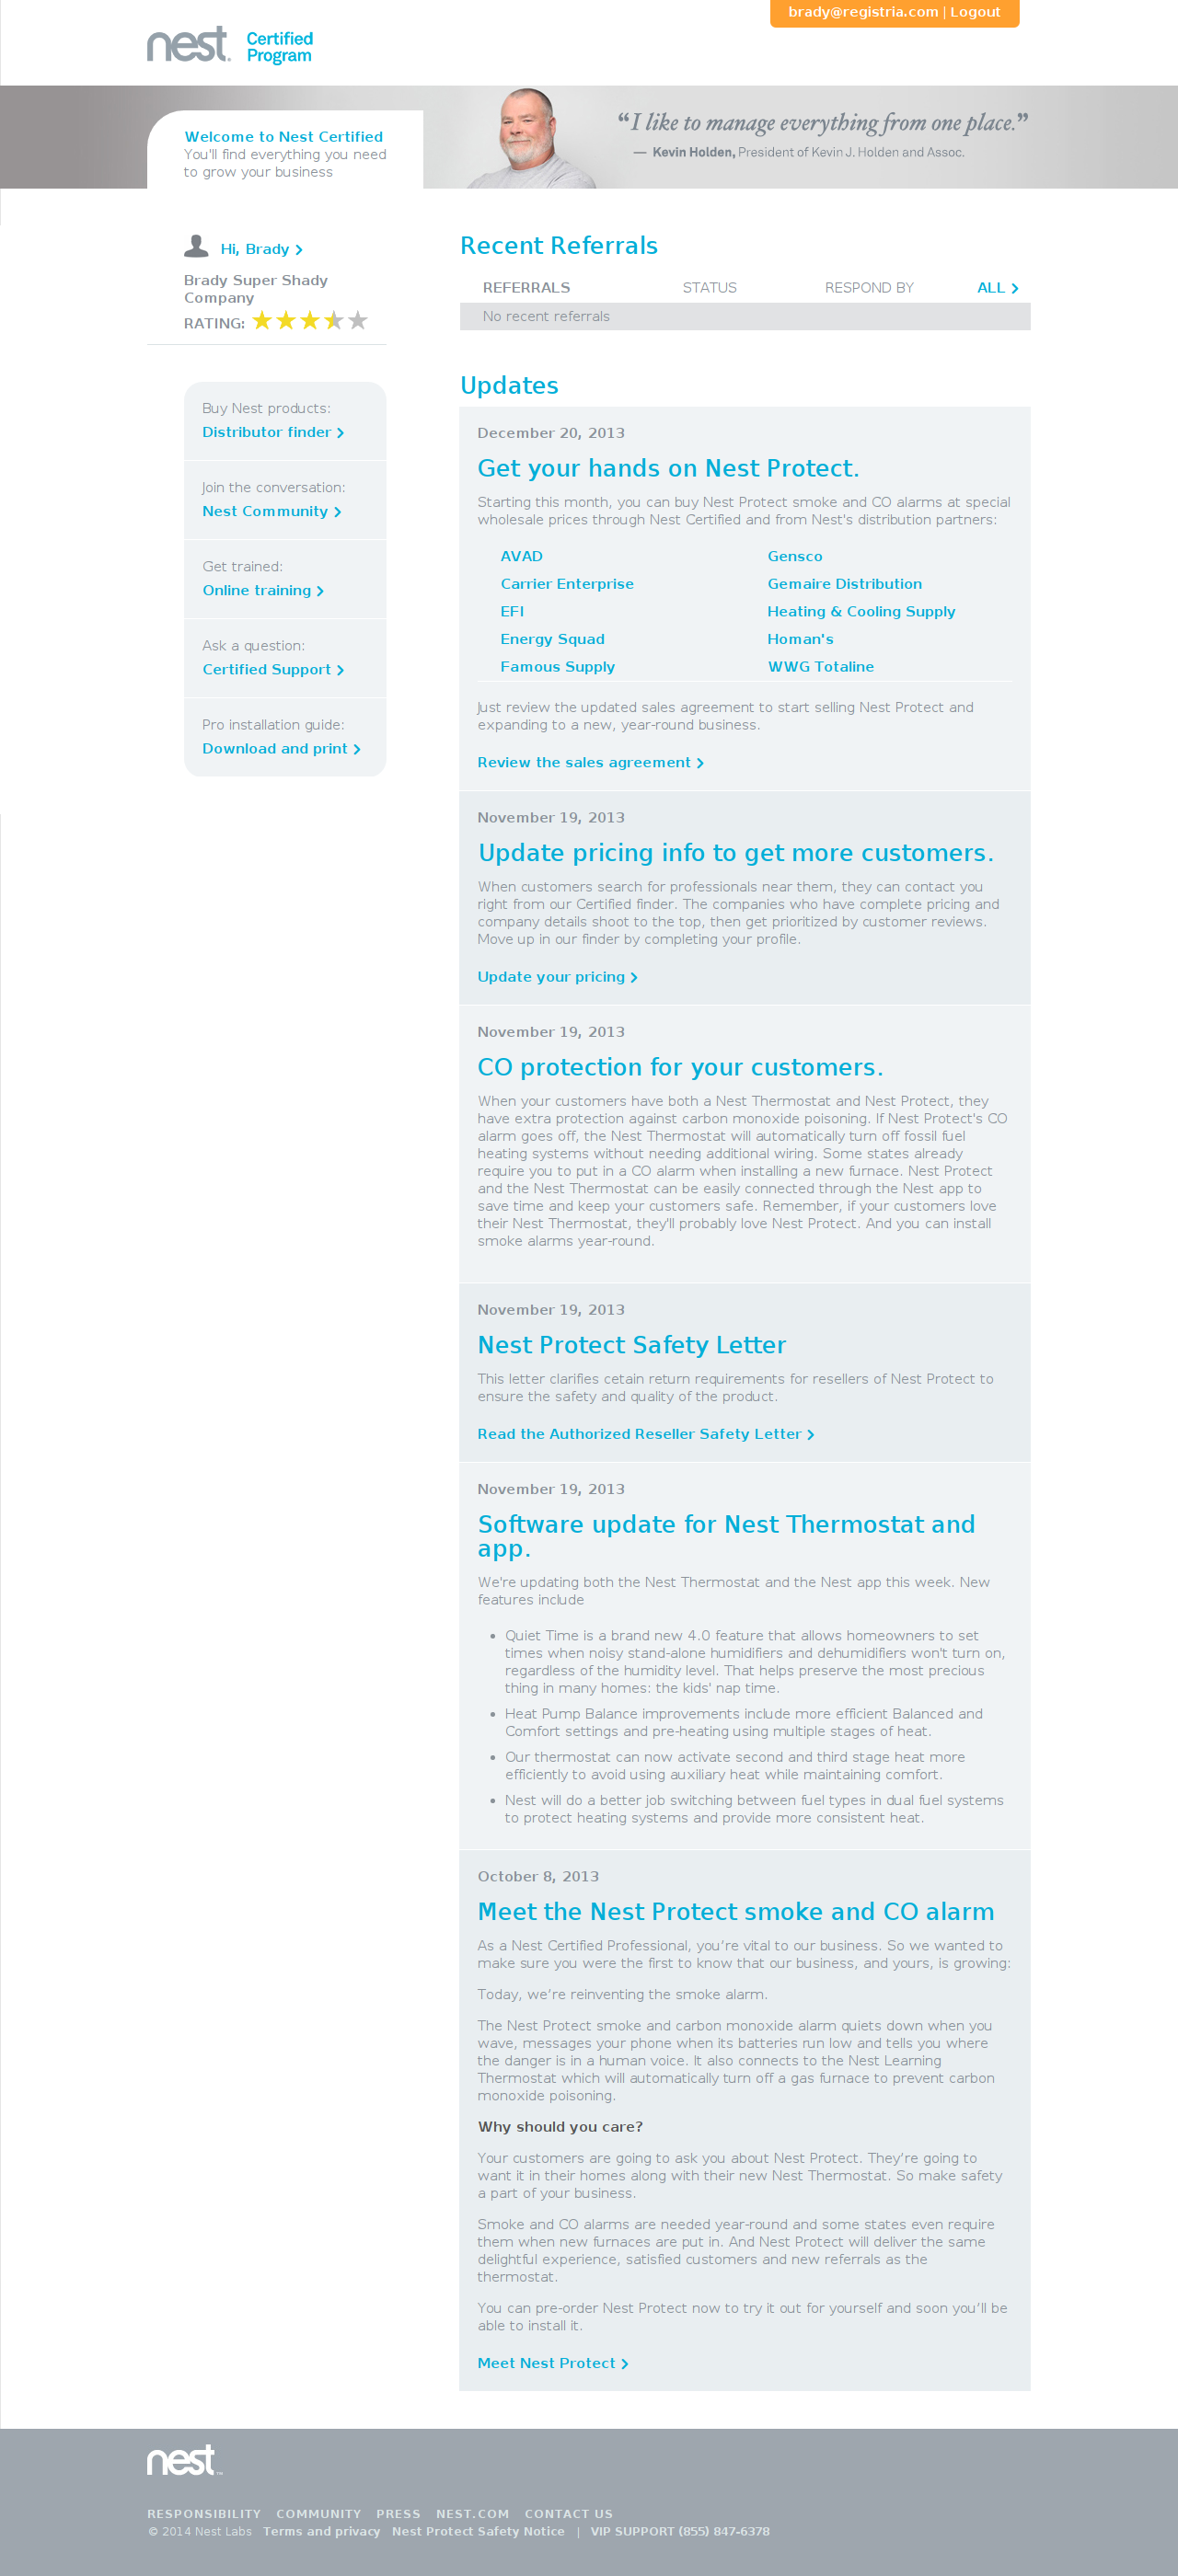 brady@registria.com | Logout
nest. Certified
Program
Welcome to Nest Certified
You'll find everything you need
to grow your business
“I like to manage everything from one place.”
— Kevin Holden, President of Kevin J. Holden and Assoc.
Hi, Brady
Brady Super Shady
Company
RATING:
Buy Nest products:
Distributor finder
Join the conversation:
Nest Community
Get trained:
Online training
Ask a question:
Certified Support
Pro installation guide:
Download and print
Recent Referrals
REFERRALS STATUS RESPOND BY ALL
No recent referrals
Updates
December 20, 2013
Get your hands on Nest Protect.
Starting this month, you can buy Nest Protect smoke and CO alarms at special
wholesale prices through Nest Certified and from Nest's distribution partners:
AVAD Gensco
Carrier Enterprise Gemaire Distribution
EFI Heating & Cooling Supply
Energy Squad Homan's
Famous Supply WWG Totaline
Just review the updated sales agreement to start selling Nest Protect and
expanding to a new, year-round business.
Review the sales agreement
November 19, 2013
Update pricing info to get more customers.
When customers search for professionals near them, they can contact you
right from our Certified finder. The companies who have complete pricing and
company details shoot to the top, then get prioritized by customer reviews.
Move up in our finder by completing your profile.
Update your pricing
November 19, 2013
CO protection for your customers.
When your customers have both a Nest Thermostat and Nest Protect, they
have extra protection against carbon monoxide poisoning. If Nest Protect's CO
alarm goes off, the Nest Thermostat will automatically turn off fossil fuel
heating systems without needing additional wiring. Some states already
require you to put in a CO alarm when installing a new furnace. Nest Protect
and the Nest Thermostat can be easily connected through the Nest app to
save time and keep your customers safe. Remember, if your customers love
their Nest Thermostat, they'll probably love Nest Protect. And you can install
smoke alarms year-round.
November 19, 2013
Nest Protect Safety Letter
This letter clarifies cetain return requirements for resellers of Nest Protect to
ensure the safety and quality of the product.
Read the Authorized Reseller Safety Letter
November 19, 2013
Software update for Nest Thermostat and
app.
We're updating both the Nest Thermostat and the Nest app this week. New
features include
• Quiet Time is a brand new 4.0 feature that allows homeowners to set
times when noisy stand-alone humidifiers and dehumidifiers won't turn on,
regardless of the humidity level. That helps preserve the most precious
thing in many homes: the kids' nap time.
• Heat Pump Balance improvements include more efficient Balanced and
Comfort settings and pre-heating using multiple stages of heat.
• Our thermostat can now activate second and third stage heat more
efficiently to avoid using auxiliary heat while maintaining comfort.
• Nest will do a better job switching between fuel types in dual fuel systems
to protect heating systems and provide more consistent heat.
October 8, 2013
Meet the Nest Protect smoke and CO alarm
As a Nest Certified Professional, you’re vital to our business. So we wanted to
make sure you were the first to know that our business, and yours, is growing:
Today, we’re reinventing the smoke alarm.
The Nest Protect smoke and carbon monoxide alarm quiets down when you
wave, messages your phone when its batteries run low and tells you where
the danger is in a human voice. It also connects to the Nest Learning
Thermostat which will automatically turn off a gas furnace to prevent carbon
monoxide poisoning.
Why should you care?
Your customers are going to ask you about Nest Protect. They’re going to
want it in their homes along with their new Nest Thermostat. So make safety
a part of your business.
Smoke and CO alarms are needed year-round and some states even require
them when new furnaces are put in. And Nest Protect will deliver the same
delightful experience, satisfied customers and new referrals as the
thermostat.
You can pre-order Nest Protect now to try it out for yourself and soon you’ll be
able to install it.
Meet Nest Protect
nest™
RESPONSIBILITY COMMUNITY PRESS NEST.COM CONTACT US
© 2014 Nest Labs Terms and privacy Nest Protect Safety Notice | VIP SUPPORT (855) 847-6378